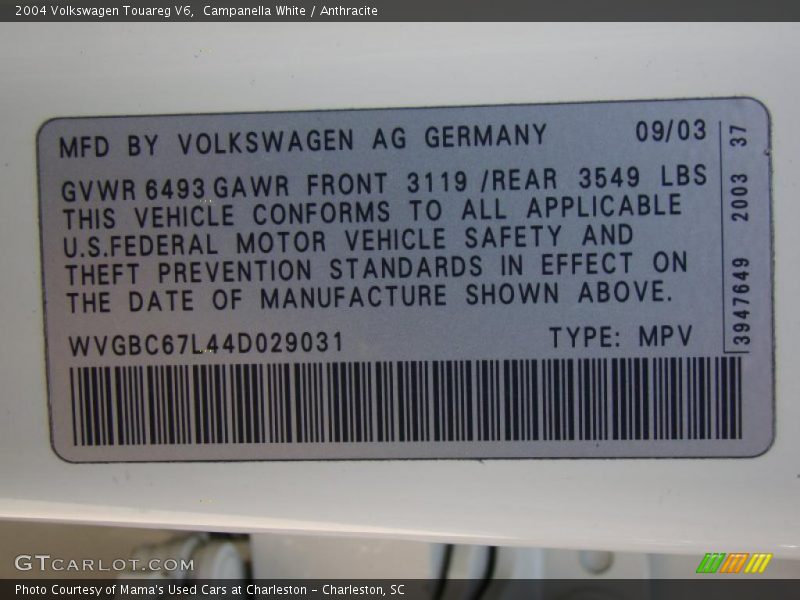 2004 Volkswagen Touareg V6,  Campanella White / Anthracite
MFD BY VOLKSWAGEN AG GERMANY 09/03
GVWR 6493 GAWR FRONT 3119 /REAR 3549 LBS
THIS VEHICLE CONFORMS TO ALL APPLICABLE
U.S.FEDERAL MOTOR VEHICLE SAFETY AND
THEFT PREVENTION STANDARDS IN EFFECT ON
THE DATE OF MANUFACTURE SHOWN ABOVE.
WVGBC67L44D029031 TYPE: MPV
3947649 2003 37
GTCARLOT.COM
Photo Courtesy of Mama's Used Cars at Charleston - Charleston, SC